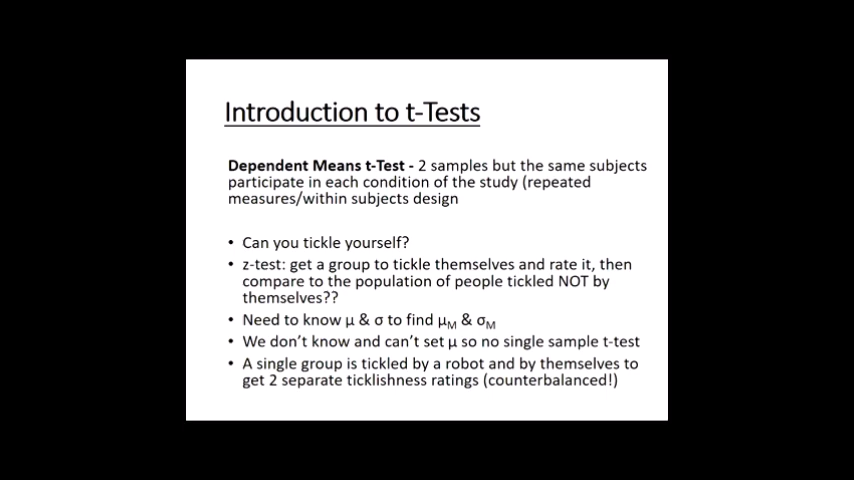 Introduction to t-Tests
Dependent Means t-Test - 2 samples but the same subjects
participate in each condition of the study (repeated
measures/within subjects design
• Can you tickle yourself?
• z-test: get a group to tickle themselves and rate it, then
compare to the population of people tickled NOT by
themselves??
• Need to know μ & σ to find μM & σM
• We don't know and can't set μ so no single sample t-test
• A single group is tickled by a robot and by themselves to
get 2 separate ticklishness ratings (counterbalanced!)